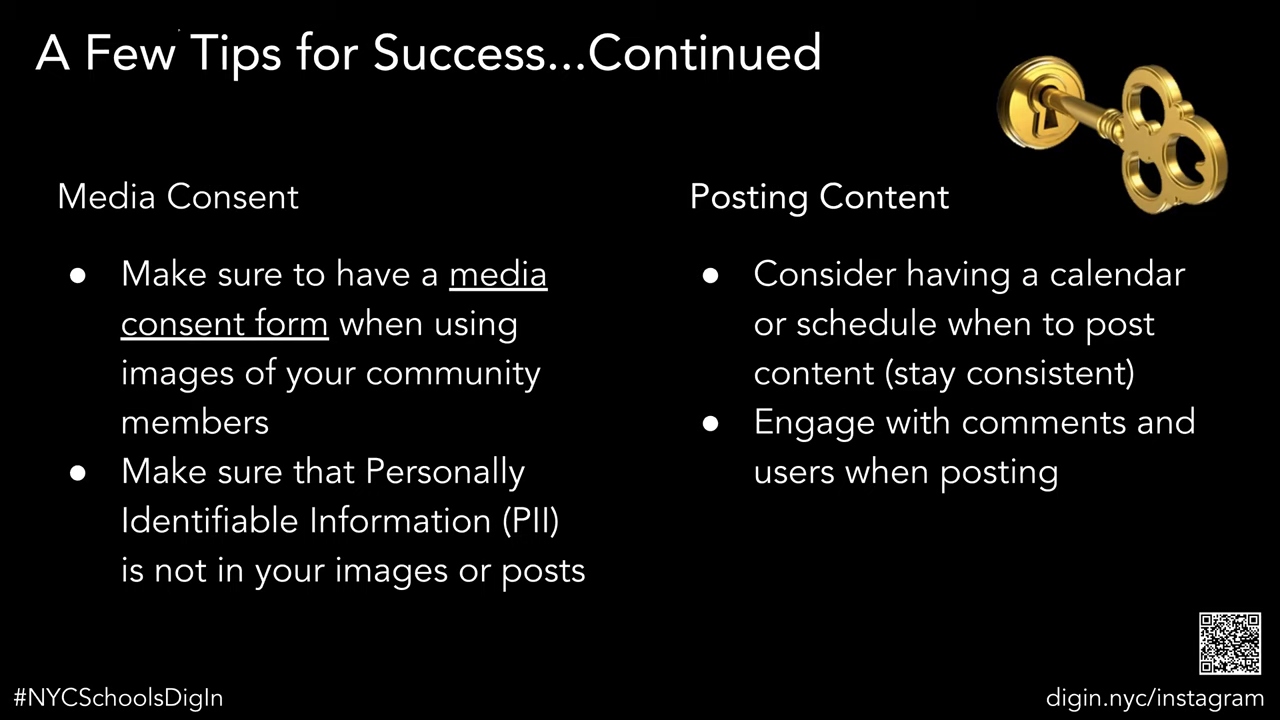 A Few Tips for Success...Continued
Media Consent
● Make sure to have a media
consent form when using
images of your community
members
● Make sure that Personally
Identifiable Information (PII)
is not in your images or posts
Posting Content
● Consider having a calendar
or schedule when to post
content (stay consistent)
● Engage with comments and
users when posting
#NYCSchoolsDigIn
digin.nyc/instagram